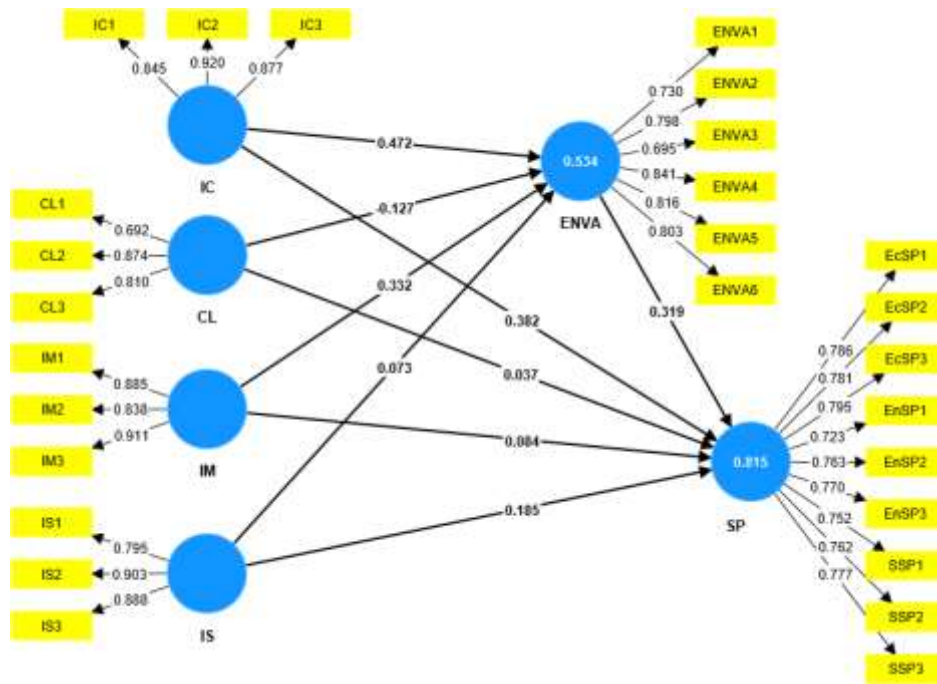 IC1
IC2
IC3
0.845
0.920
0.877
IC
CL1
CL2
CL3
0.692
0.874
0.810
CL
IM1
IM2
IM3
0.885
0.838
0.911
IM
IS1
IS2
IS3
0.795
0.903
0.888
IS
0.472
-0.127
0.332
0.073
0.382
0.037
0.084
0.185
0.319
0.534
ENVA
0.730
0.798
0.695
0.841
0.816
0.803
ENVA1
ENVA2
ENVA3
ENVA4
ENVA5
ENVA6
0.815
SP
0.786
0.781
0.795
0.723
0.763
0.770
0.752
0.762
0.777
EcSP1
EcSP2
EcSP3
EnSP1
EnSP2
EnSP3
SSP1
SSP2
SSP3